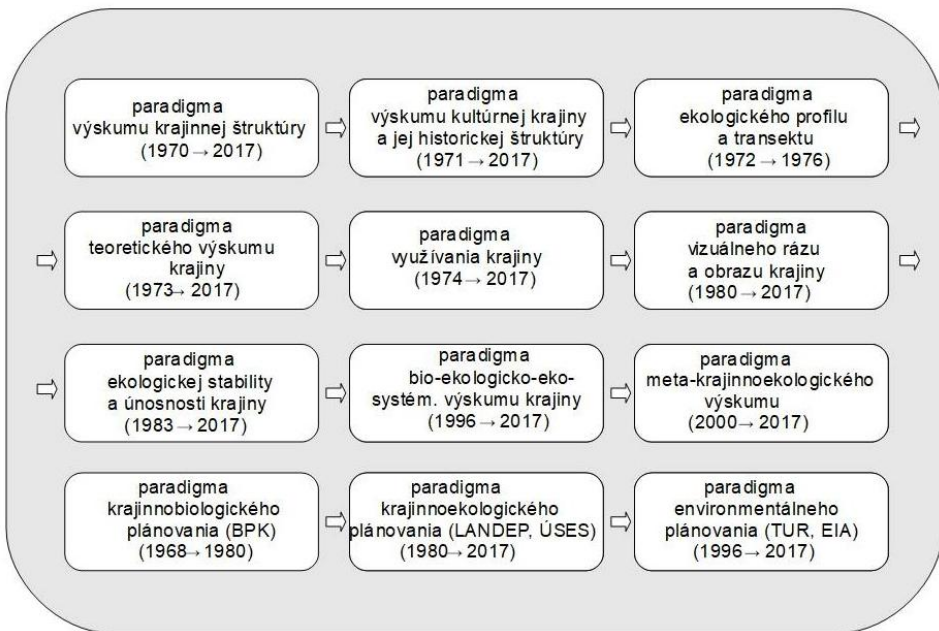 paradigma
výskumu krajinnej štruktúry
(1970 → 2017)
paradigma
výskumu kultúrnej krajiny
a jej historickej štruktúry
(1971 → 2017)
paradigma
ekologického profilu
a transektu
(1972 → 1976)
paradigma
teoretického výskumu
krajiny
(1973 → 2017)
paradigma
využívania krajiny
(1974 → 2017)
paradigma
vizuálneho rázu
a obrazu krajiny
(1980 → 2017)
paradigma
ekologickej stability
a únosnosti krajiny
(1983 → 2017)
paradigma
bio-ekologicko-eko-
systém. výskumu krajiny
(1996 → 2017)
paradigma
meta-krajinnoekologického
výskumu
(2000 → 2017)
paradigma
krajinnobiologického
plánovania (BPK)
(1968 → 1980)
paradigma
krajinnoekologického
plánovania (LANDEP, ÚSES)
(1980 → 2017)
paradigma
environmentálneho
plánovania (TUR, EIA)
(1996 → 2017)